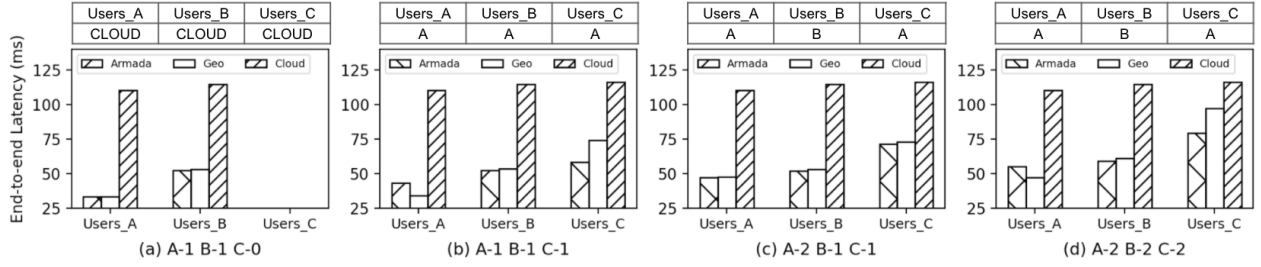 Users_A Users_B Users_C
CLOUD CLOUD CLOUD
Users_A Users_B Users_C
A A A
Users_A Users_B Users_C
A B A
Users_A Users_B Users_C
A B A
End-to-end Latency (ms)
Armada Geo Cloud
125
100
75
50
25
Users_A Users_B Users_C
(a) A-1 B-1 C-0
Armada Geo Cloud
125
100
75
50
25
Users_A Users_B Users_C
(b) A-1 B-1 C-1
Armada Geo Cloud
125
100
75
50
25
Users_A Users_B Users_C
(c) A-2 B-1 C-1
Armada Geo Cloud
125
100
75
50
25
Users_A Users_B Users_C
(d) A-2 B-2 C-2